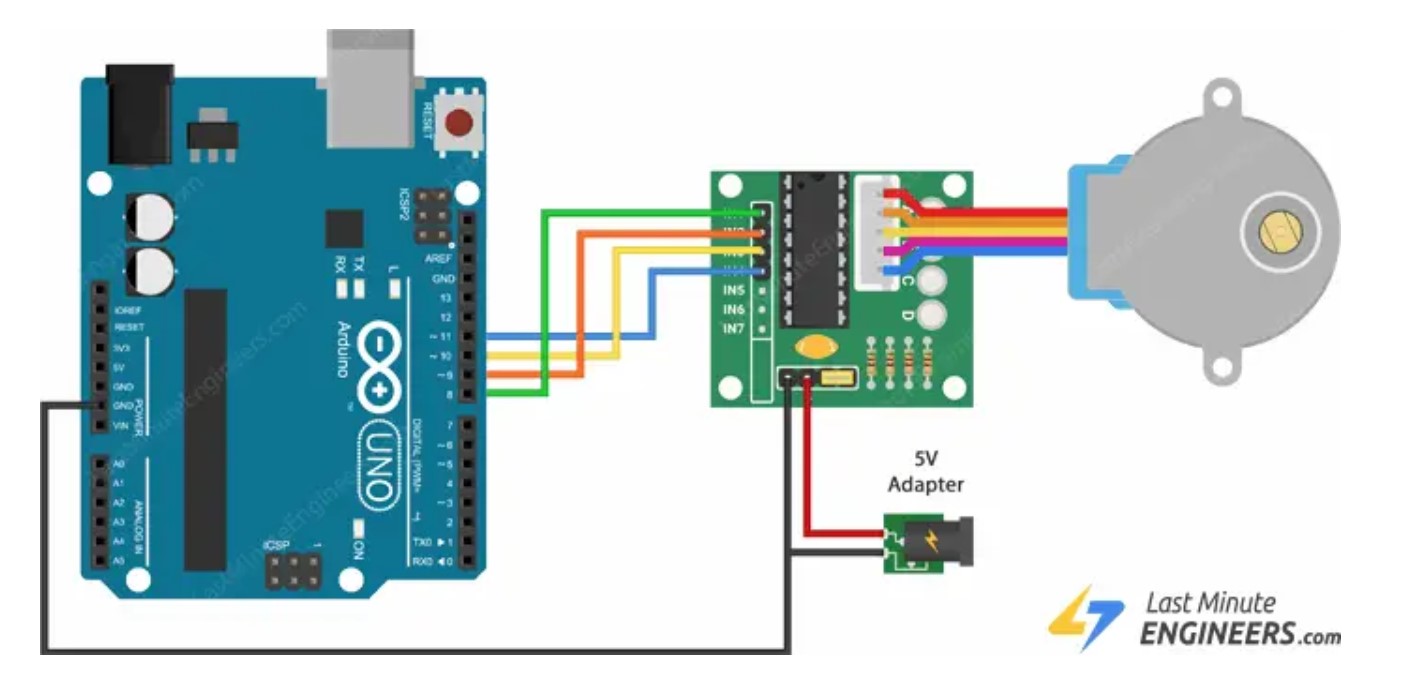 RESET
ICSP2
AREF
GND
13
12
~ 11
~ 10
~ 9
8
7
~ 6
~ 5
4
~ 3
2
TX0 ▶ 1
RX0 ◀ 0
DIGITAL (PWM~)
L
TX
RX
Arduino
UNO
ON
ICSP
1
IOREF
RESET
3V3
5V
GND
GND
VIN
POWER
A0
A1
A2
A3
A4
A5
ANALOG IN
IN5
IN6
IN7
C
D
5V
Adapter
Last Minute
ENGINEERS.com